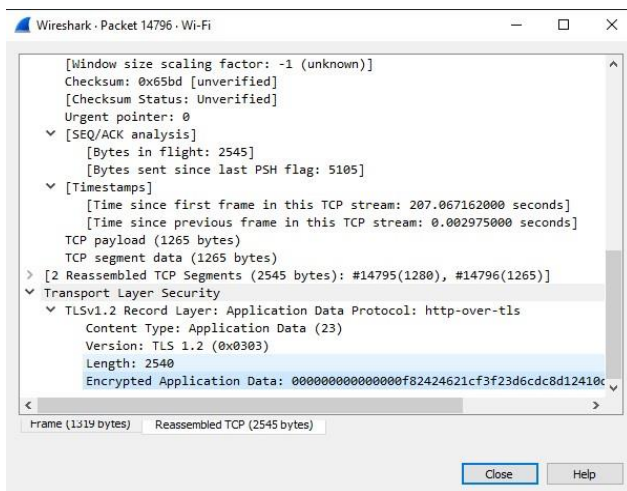 Wireshark · Packet 14796 · Wi-Fi
[Window size scaling factor: -1 (unknown)]
Checksum: 0x65bd [unverified]
[Checksum Status: Unverified]
Urgent pointer: 0
[SEQ/ACK analysis]
[Bytes in flight: 2545]
[Bytes sent since last PSH flag: 5105]
[Timestamps]
[Time since first frame in this TCP stream: 207.067162000 seconds]
[Time since previous frame in this TCP stream: 0.002975000 seconds]
TCP payload (1265 bytes)
TCP segment data (1265 bytes)
[2 Reassembled TCP Segments (2545 bytes): #14795(1280), #14796(1265)]
Transport Layer Security
TLSv1.2 Record Layer: Application Data Protocol: http-over-tls
Content Type: Application Data (23)
Version: TLS 1.2 (0x0303)
Length: 2540
Encrypted Application Data: 000000000000000f82424621cf3f23d6cdc8d12410c
Frame (1319 bytes) Reassembled TCP (2545 bytes)
Close Help